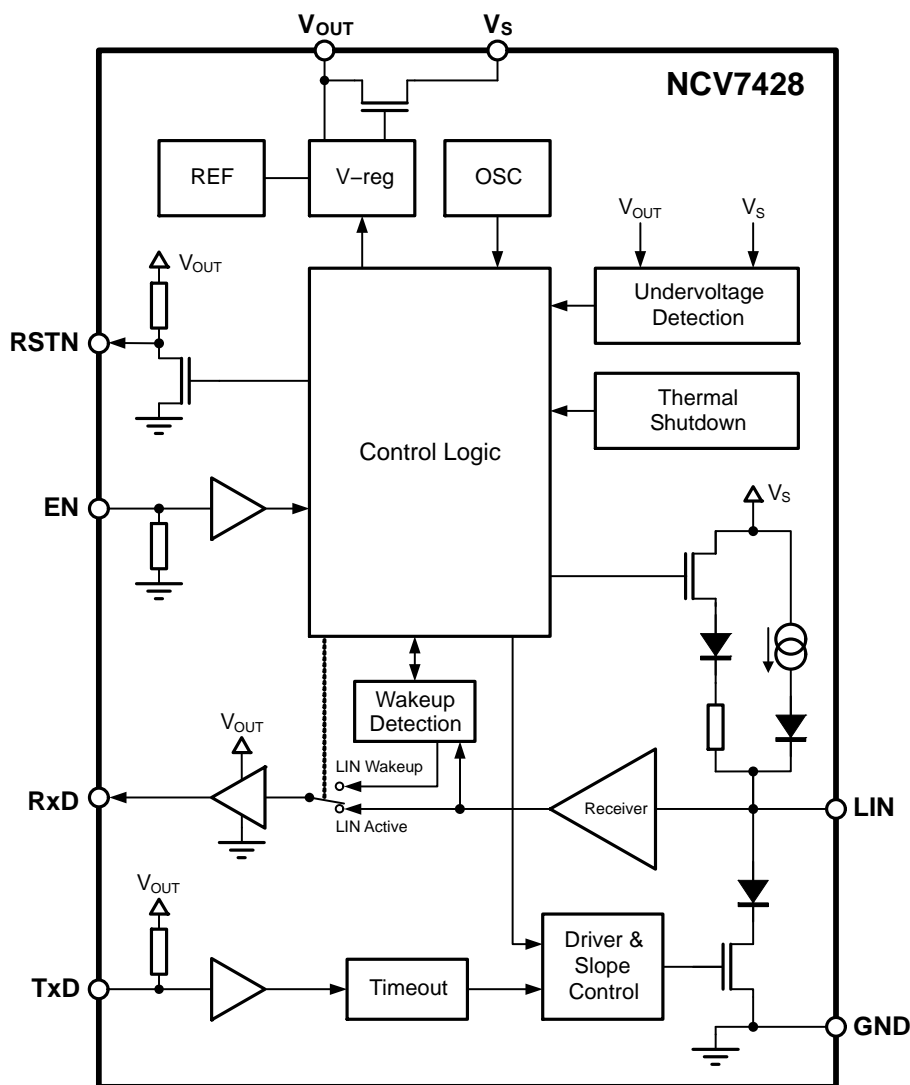 VOUT
VS
NCV7428
REF
V−reg
OSC
VOUT
VS
Undervoltage
Detection
VOUT
RSTN
Thermal
Shutdown
Control Logic
EN
VS
Wakeup
Detection
VOUT
LIN Wakeup
RxD
LIN Active
Receiver
LIN
VOUT
TxD
Timeout
Driver &
Slope
Control
GND